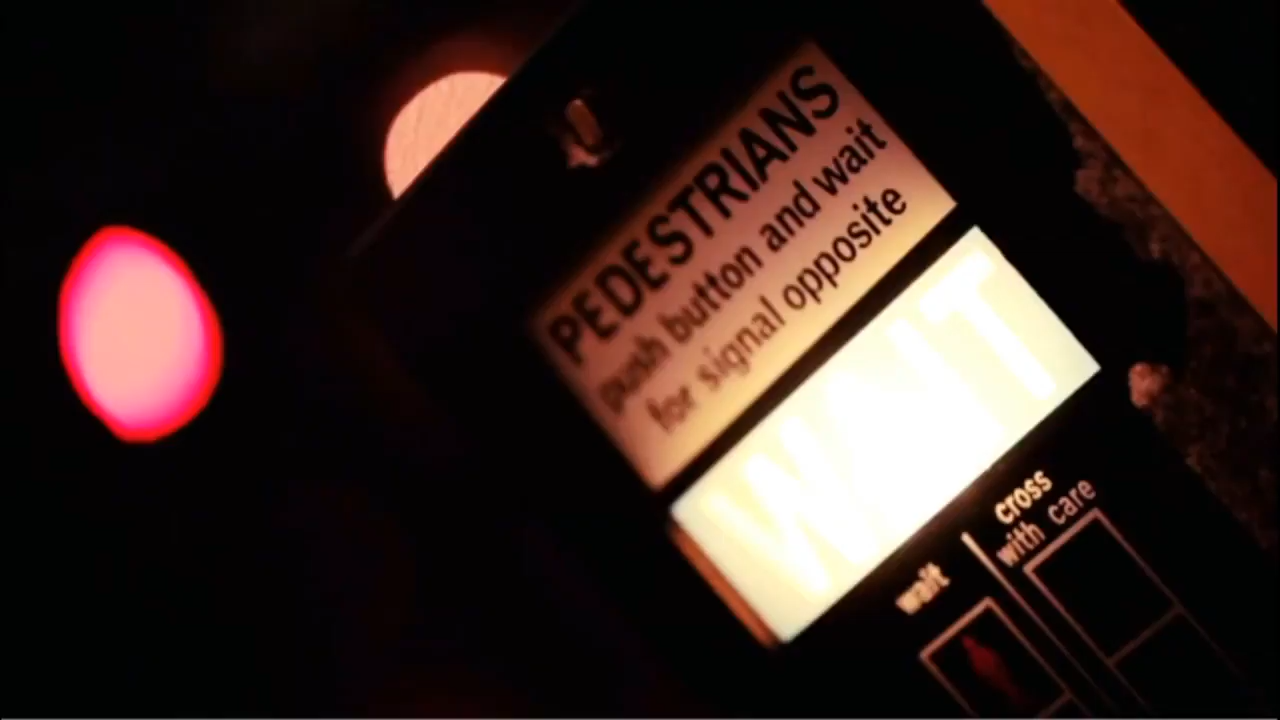 PEDESTRIANS
push button and wait
for signal opposite
WAIT
wait
cross
with care